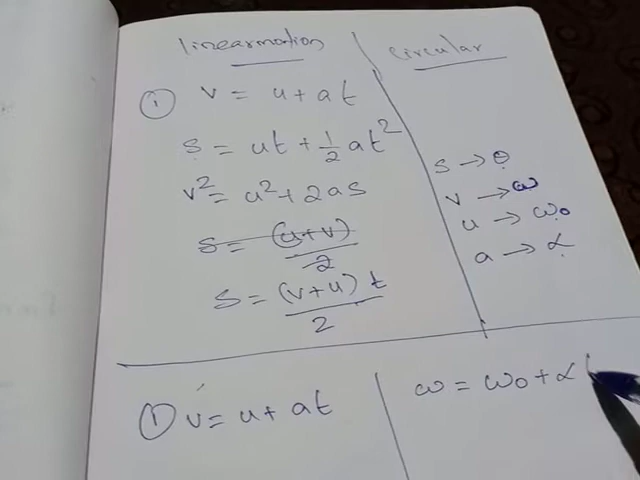 linearmotion | circular
① v = u + at
s = ut + 1/2 at²
v² = u² + 2as
s = (u+v)/2
s = (v+u) t/2
s → θ
v → ω
u → ω₀
a → α
① v = u + at | ω = ω₀ + α